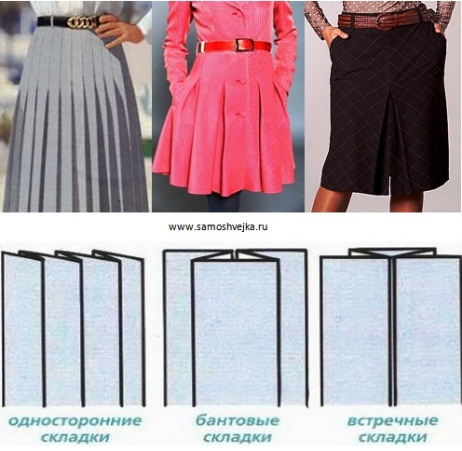 www.samoshvejka.ru
односторонние
складки
бантовые
складки
встречные
складки